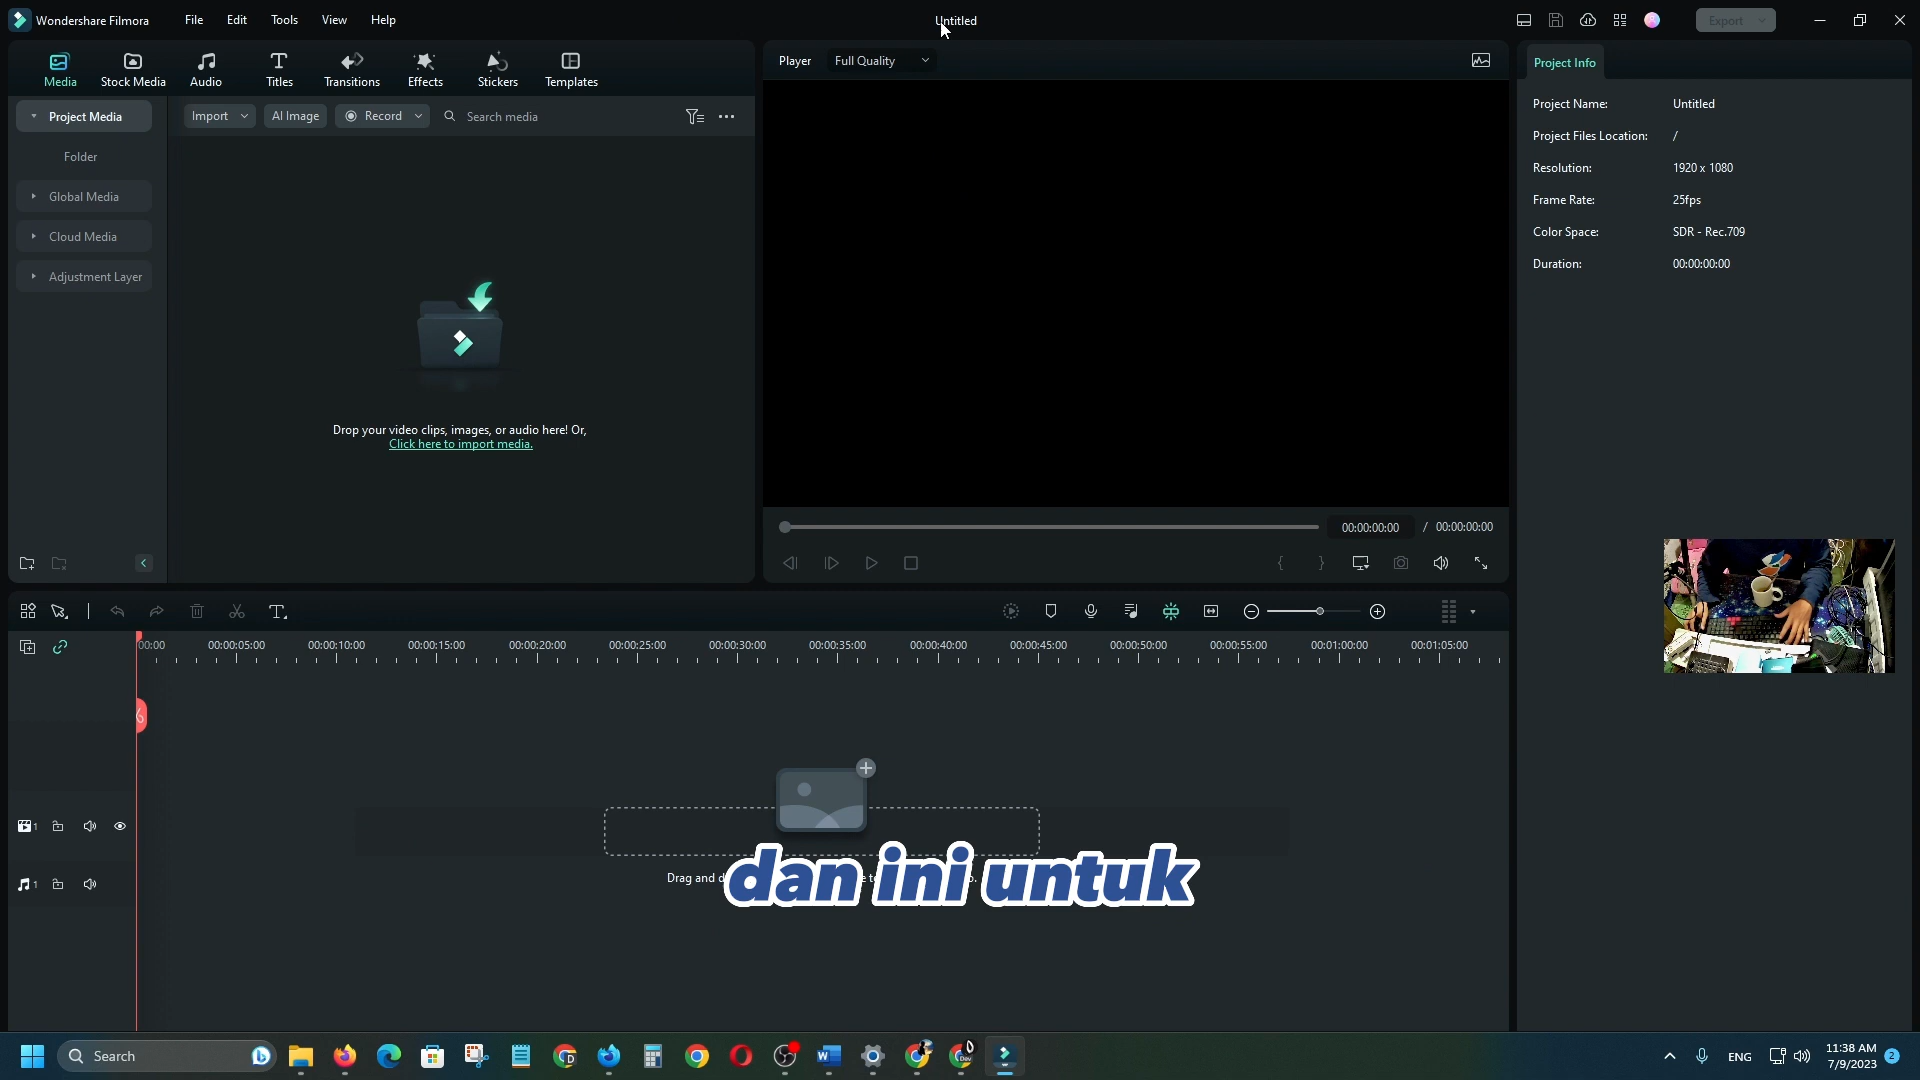 Wondershare Filmora File Edit Tools View Help Untitled Export
Media Stock Media Audio Titles Transitions Effects Stickers Templates
Player Full Quality
Project Info
Project Media
Folder
Global Media
Cloud Media
Adjustment Layer
Import AI Image Record Search media
Drop your video clips, images, or audio here! Or,
Click here to import media.
Project Name: Untitled
Project Files Location: /
Resolution: 1920 x 1080
Frame Rate: 25fps
Color Space: SDR - Rec.709
Duration: 00:00:00:00
00:00:00:00 / 00:00:00:00
00:00 00:00:05:00 00:00:10:00 00:00:15:00 00:00:20:00 00:00:25:00 00:00:30:00 00:00:35:00 00:00:40:00 00:00:45:00 00:00:50:00 00:00:55:00 00:01:00:00 00:01:05:00
1
Drag and
dan ini untuk
1
Search
ENG
11:38 AM
7/9/2023
2